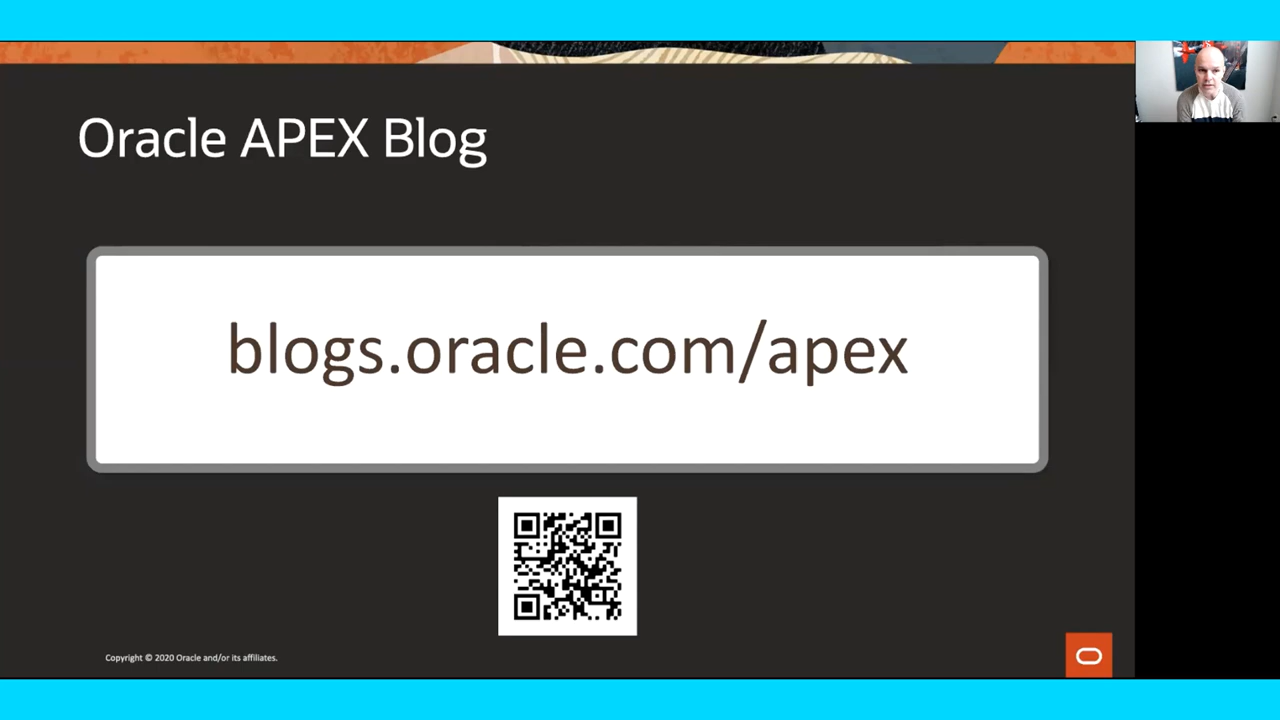 Oracle APEX Blog
blogs.oracle.com/apex
Copyright © 2020 Oracle and/or its affiliates.